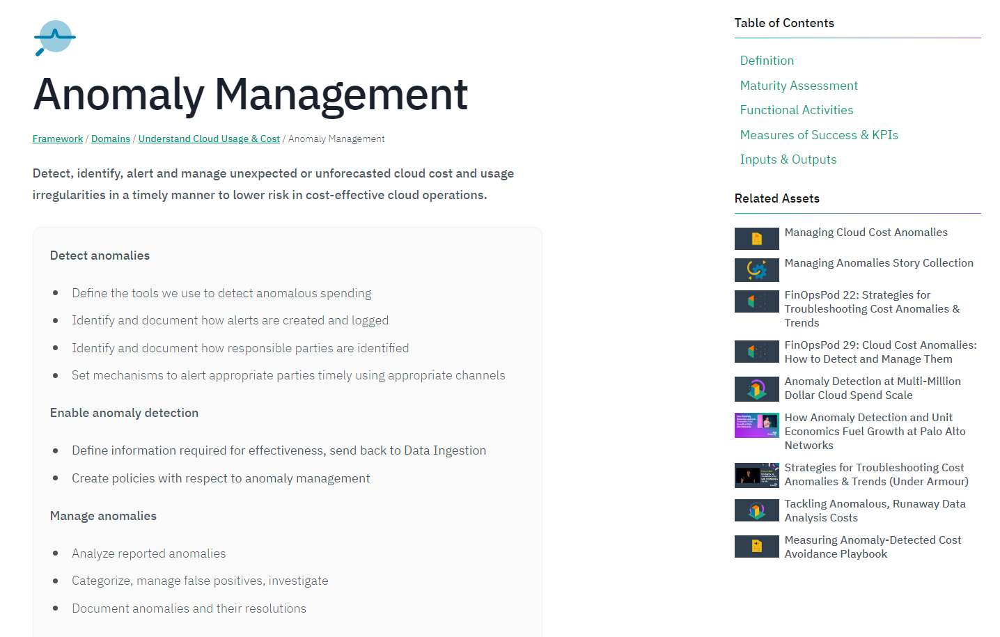 Anomaly Management
Framework / Domains / Understand Cloud Usage & Cost / Anomaly Management
Detect, identify, alert and manage unexpected or unforecasted cloud cost and usage
irregularities in a timely manner to lower risk in cost-effective cloud operations.
Detect anomalies
Define the tools we use to detect anomalous spending
Identify and document how alerts are created and logged
Identify and document how responsible parties are identified
Set mechanisms to alert appropriate parties timely using appropriate channels
Enable anomaly detection
Define information required for effectiveness, send back to Data Ingestion
Create policies with respect to anomaly management
Manage anomalies
Analyze reported anomalies
Categorize, manage false positives, investigate
Document anomalies and their resolutions
Table of Contents
Definition
Maturity Assessment
Functional Activities
Measures of Success & KPIs
Inputs & Outputs
Related Assets
Managing Cloud Cost Anomalies
Managing Anomalies Story Collection
FinOpsPod 22: Strategies for
Troubleshooting Cost Anomalies &
Trends
FinOpsPod 29: Cloud Cost Anomalies:
How to Detect and Manage Them
Anomaly Detection at Multi-Million
Dollar Cloud Spend Scale
How Anomaly Detection and Unit
Economics Fuel Growth at Palo Alto
Networks
Strategies for Troubleshooting Cost
Anomalies & Trends (Under Armour)
Tackling Anomalous, Runaway Data
Analysis Costs
Measuring Anomaly-Detected Cost
Avoidance Playbook